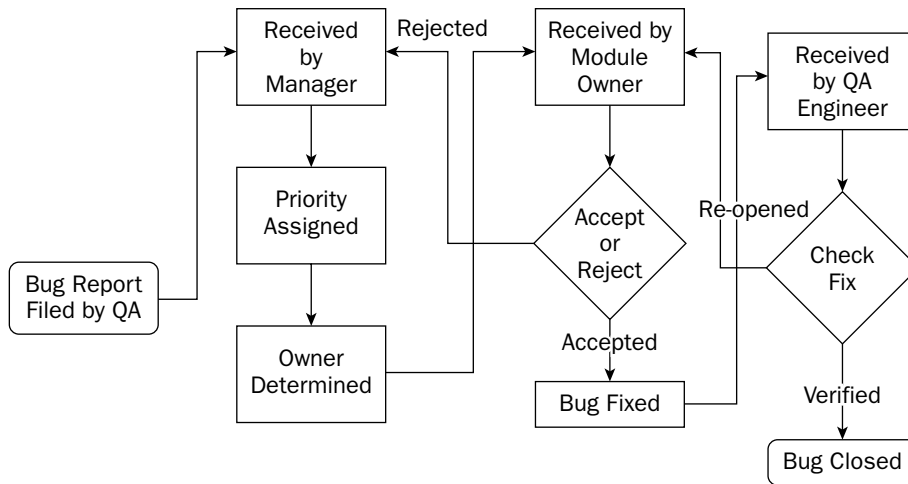 Received
by
Manager
Rejected
Received by
Module
Owner
Received
by QA
Engineer
Priority
Assigned
Accept
or
Reject
Re-opened
Check
Fix
Bug Report
Filed by QA
Owner
Determined
Accepted
Bug Fixed
Verified
Bug Closed